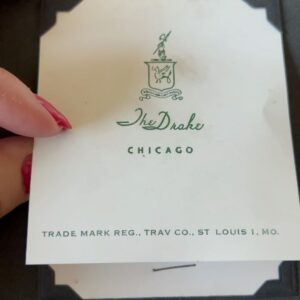 The Drake
CHICAGO
TRADE MARK REG., TRAV CO., ST LOUIS 1, MO.